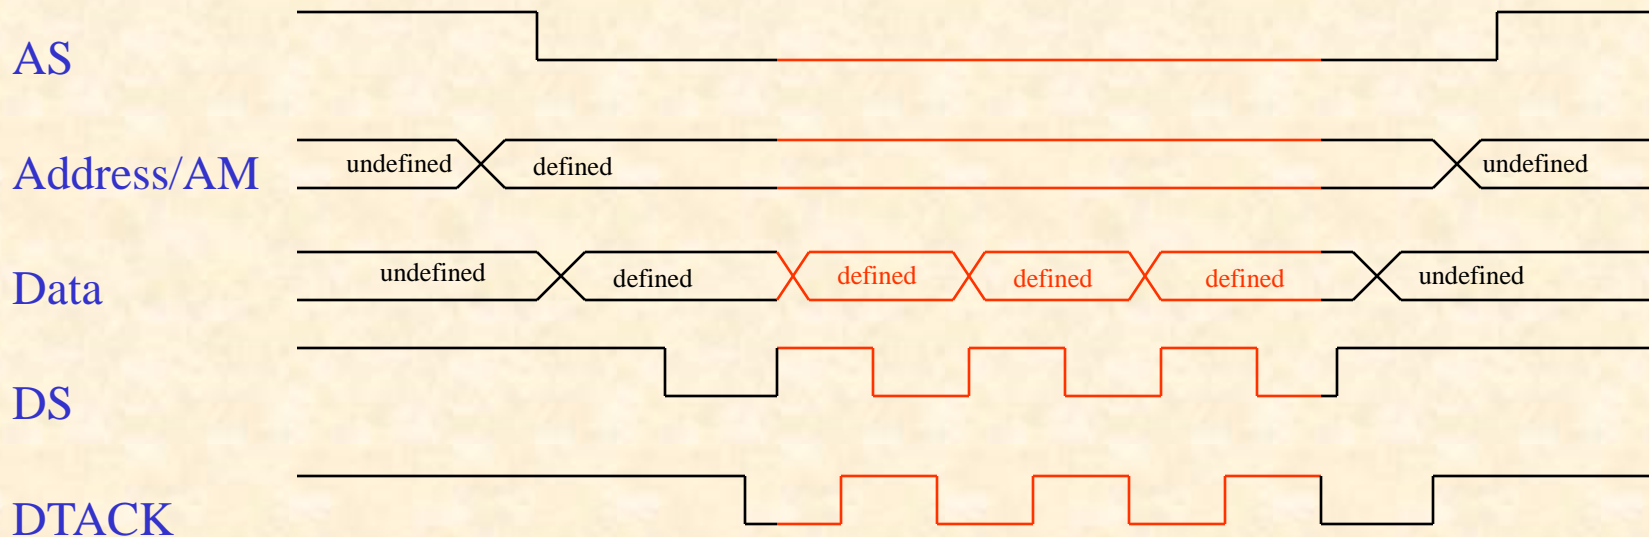 AS
Address/AM undefined defined undefined
Data undefined defined defined defined defined undefined
DS
DTACK